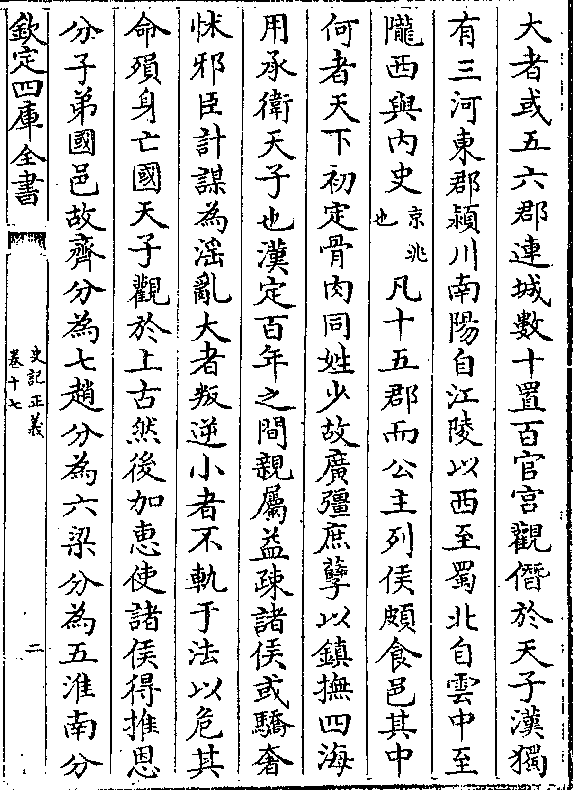 大者或五六郡連城數十置百官宫觀僭於天子漢獨
有三河東郡潁川南陽自江陵以西至蜀北自雲中至
隴西與内史京兆也凡十五郡而公主列侯頗食邑其中
何者天下初定骨肉同姓少故廣彊庶孽以鎮撫四海
用承衛天子也漢定百年之間親屬益疎諸侯或驕奢
怵邪臣計謀為淫亂大者叛逆小者不軌于法以危其
命殞身亡國天子觀於上古然後加惠使諸侯得推恩
分子弟國邑故齊分為七趙分為六梁分為五淮南分
欽定四庫全書
史記正義
卷十七
二